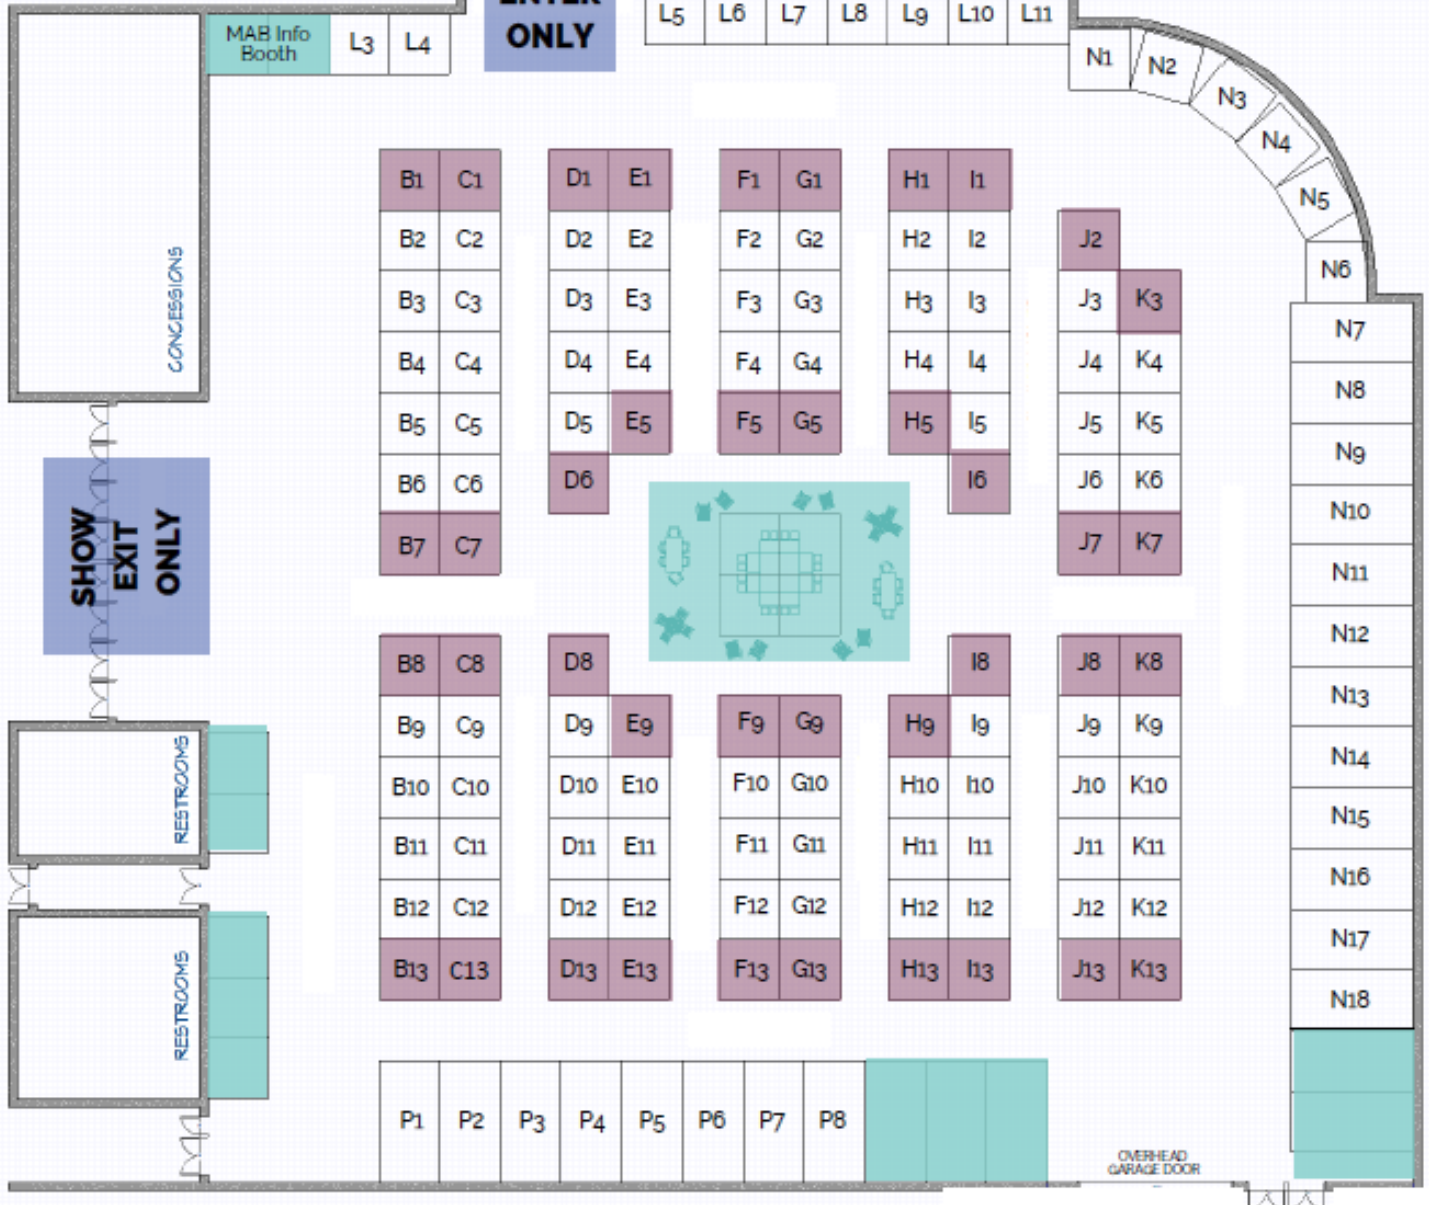 ENTER
ONLY
MAB Info
Booth
L3 L4
L5 L6 L7 L8 L9 L10 L11
N1 N2
N3
N4
N5
N6
N7
N8
N9
N10
N11
N12
N13
N14
N15
N16
N17
N18
CONCESSIONS
SHOW
EXIT
ONLY
RESTROOMS
RESTROOMS
B1 C1 D1 E1 F1 G1 H1 I1
B2 C2 D2 E2 F2 G2 H2 I2 J2
B3 C3 D3 E3 F3 G3 H3 I3 J3 K3
B4 C4 D4 E4 F4 G4 H4 I4 J4 K4
B5 C5 D5 E5 F5 G5 H5 I5 J5 K5
B6 C6 D6 I6 J6 K6
B7 C7 J7 K7
B8 C8 D8 I8 J8 K8
B9 C9 D9 E9 F9 G9 H9 I9 J9 K9
B10 C10 D10 E10 F10 G10 H10 I10 J10 K10
B11 C11 D11 E11 F11 G11 H11 I11 J11 K11
B12 C12 D12 E12 F12 G12 H12 I12 J12 K12
B13 C13 D13 E13 F13 G13 H13 I13 J13 K13
P1 P2 P3 P4 P5 P6 P7 P8
OVERHEAD
GARAGE DOOR